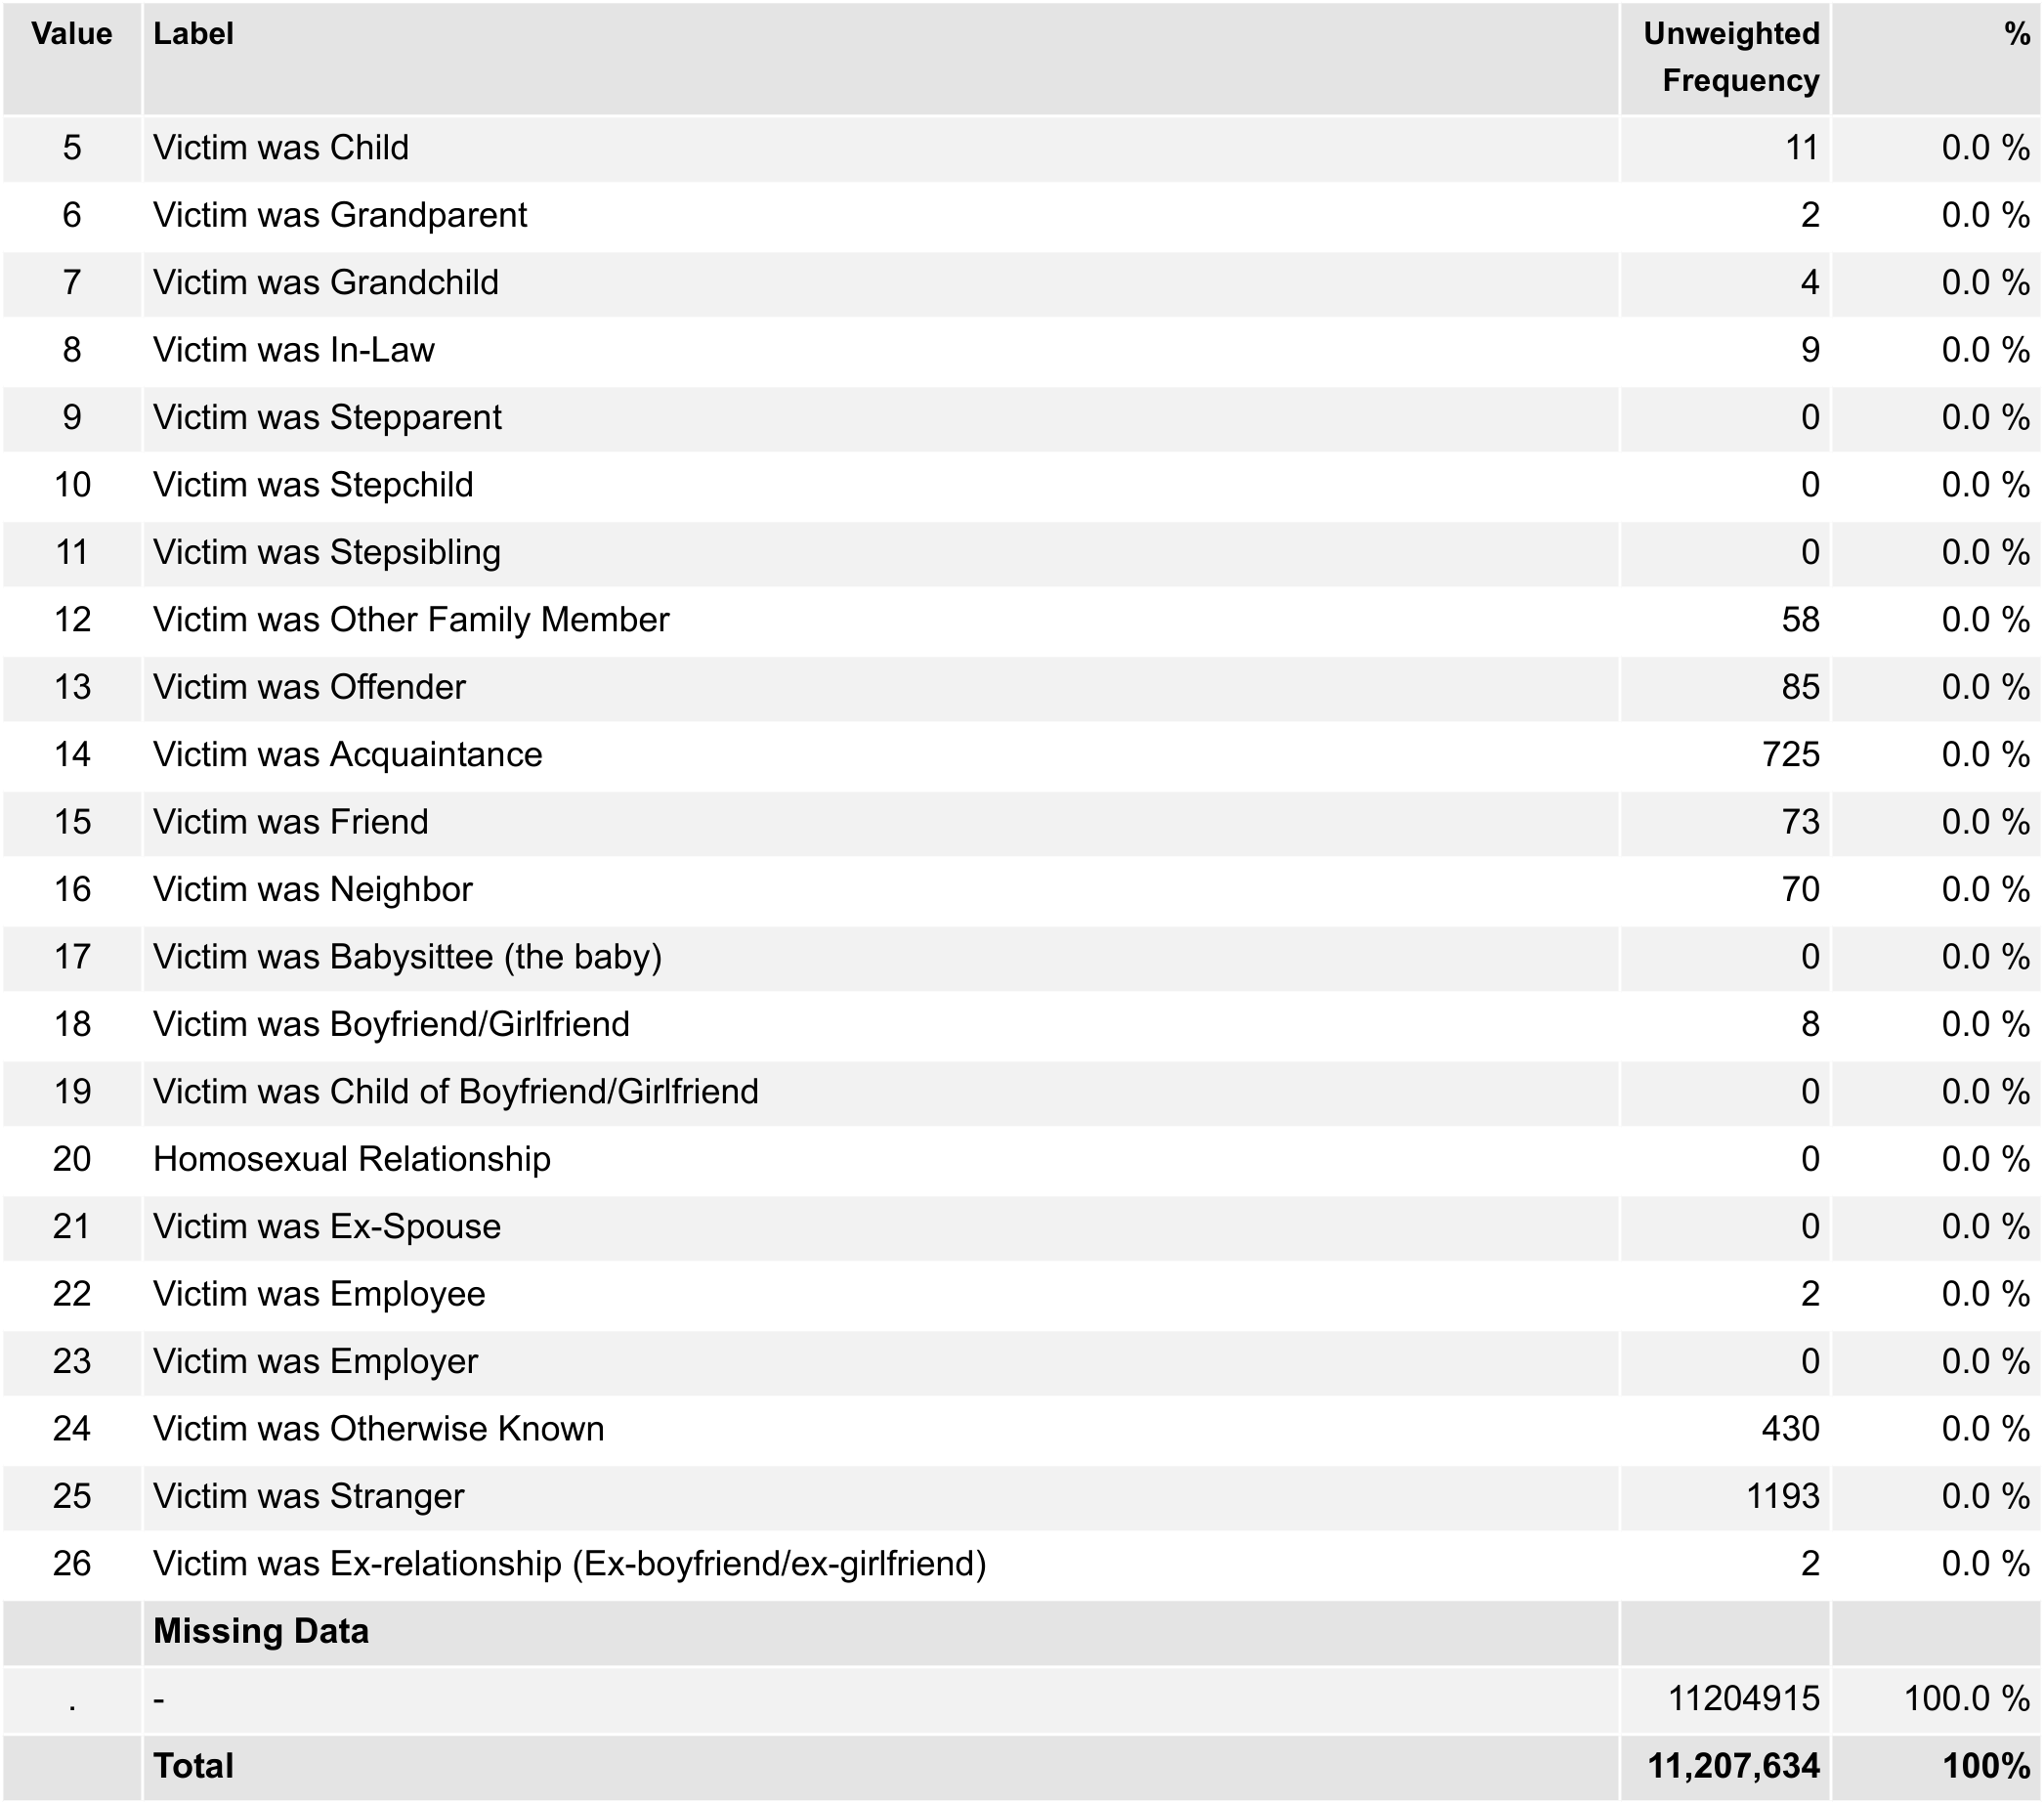 Value Label Unweighted Frequency %
5 Victim was Child 11 0.0 %
6 Victim was Grandparent 2 0.0 %
7 Victim was Grandchild 4 0.0 %
8 Victim was In-Law 9 0.0 %
9 Victim was Stepparent 0 0.0 %
10 Victim was Stepchild 0 0.0 %
11 Victim was Stepsibling 0 0.0 %
12 Victim was Other Family Member 58 0.0 %
13 Victim was Offender 85 0.0 %
14 Victim was Acquaintance 725 0.0 %
15 Victim was Friend 73 0.0 %
16 Victim was Neighbor 70 0.0 %
17 Victim was Babysittee (the baby) 0 0.0 %
18 Victim was Boyfriend/Girlfriend 8 0.0 %
19 Victim was Child of Boyfriend/Girlfriend 0 0.0 %
20 Homosexual Relationship 0 0.0 %
21 Victim was Ex-Spouse 0 0.0 %
22 Victim was Employee 2 0.0 %
23 Victim was Employer 0 0.0 %
24 Victim was Otherwise Known 430 0.0 %
25 Victim was Stranger 1193 0.0 %
26 Victim was Ex-relationship (Ex-boyfriend/ex-girlfriend) 2 0.0 %
Missing Data
. - 11204915 100.0 %
Total 11,207,634 100%